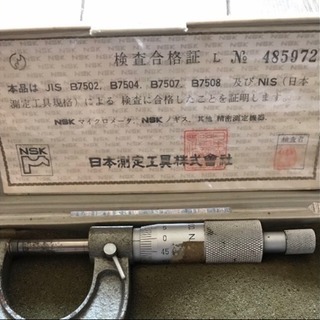 検査合格証 L № 485972
本品は JIS B7502, B7504, B7507, B7508 及び NIS (日本
測定工具規格) による 検査に合格したことを証明します
NSK マイクロメータ、NSK ノギス、其他 精密測定機器
NSK
日本測定工具株式会社
検査者
0
45